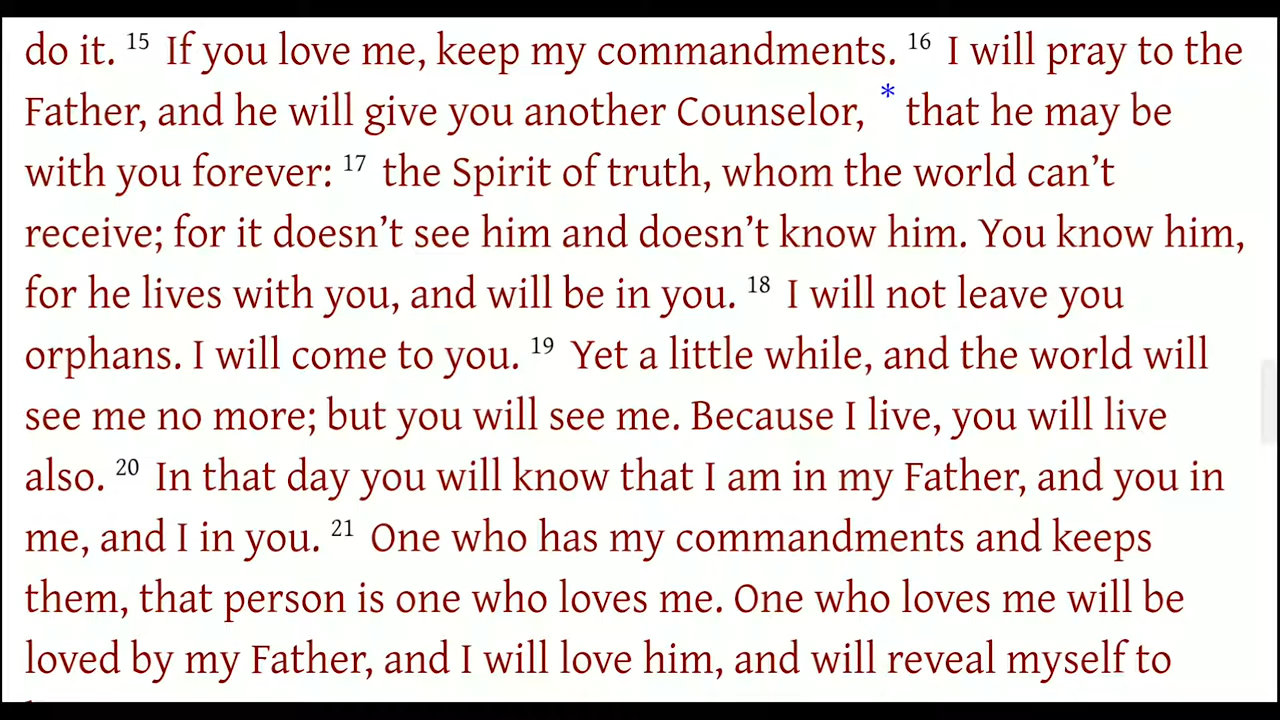 do it. 15 If you love me, keep my commandments. 16 I will pray to the
Father, and he will give you another Counselor, * that he may be
with you forever: 17 the Spirit of truth, whom the world can’t
receive; for it doesn’t see him and doesn’t know him. You know him,
for he lives with you, and will be in you. 18 I will not leave you
orphans. I will come to you. 19 Yet a little while, and the world will
see me no more; but you will see me. Because I live, you will live
also. 20 In that day you will know that I am in my Father, and you in
me, and I in you. 21 One who has my commandments and keeps
them, that person is one who loves me. One who loves me will be
loved by my Father, and I will love him, and will reveal myself to